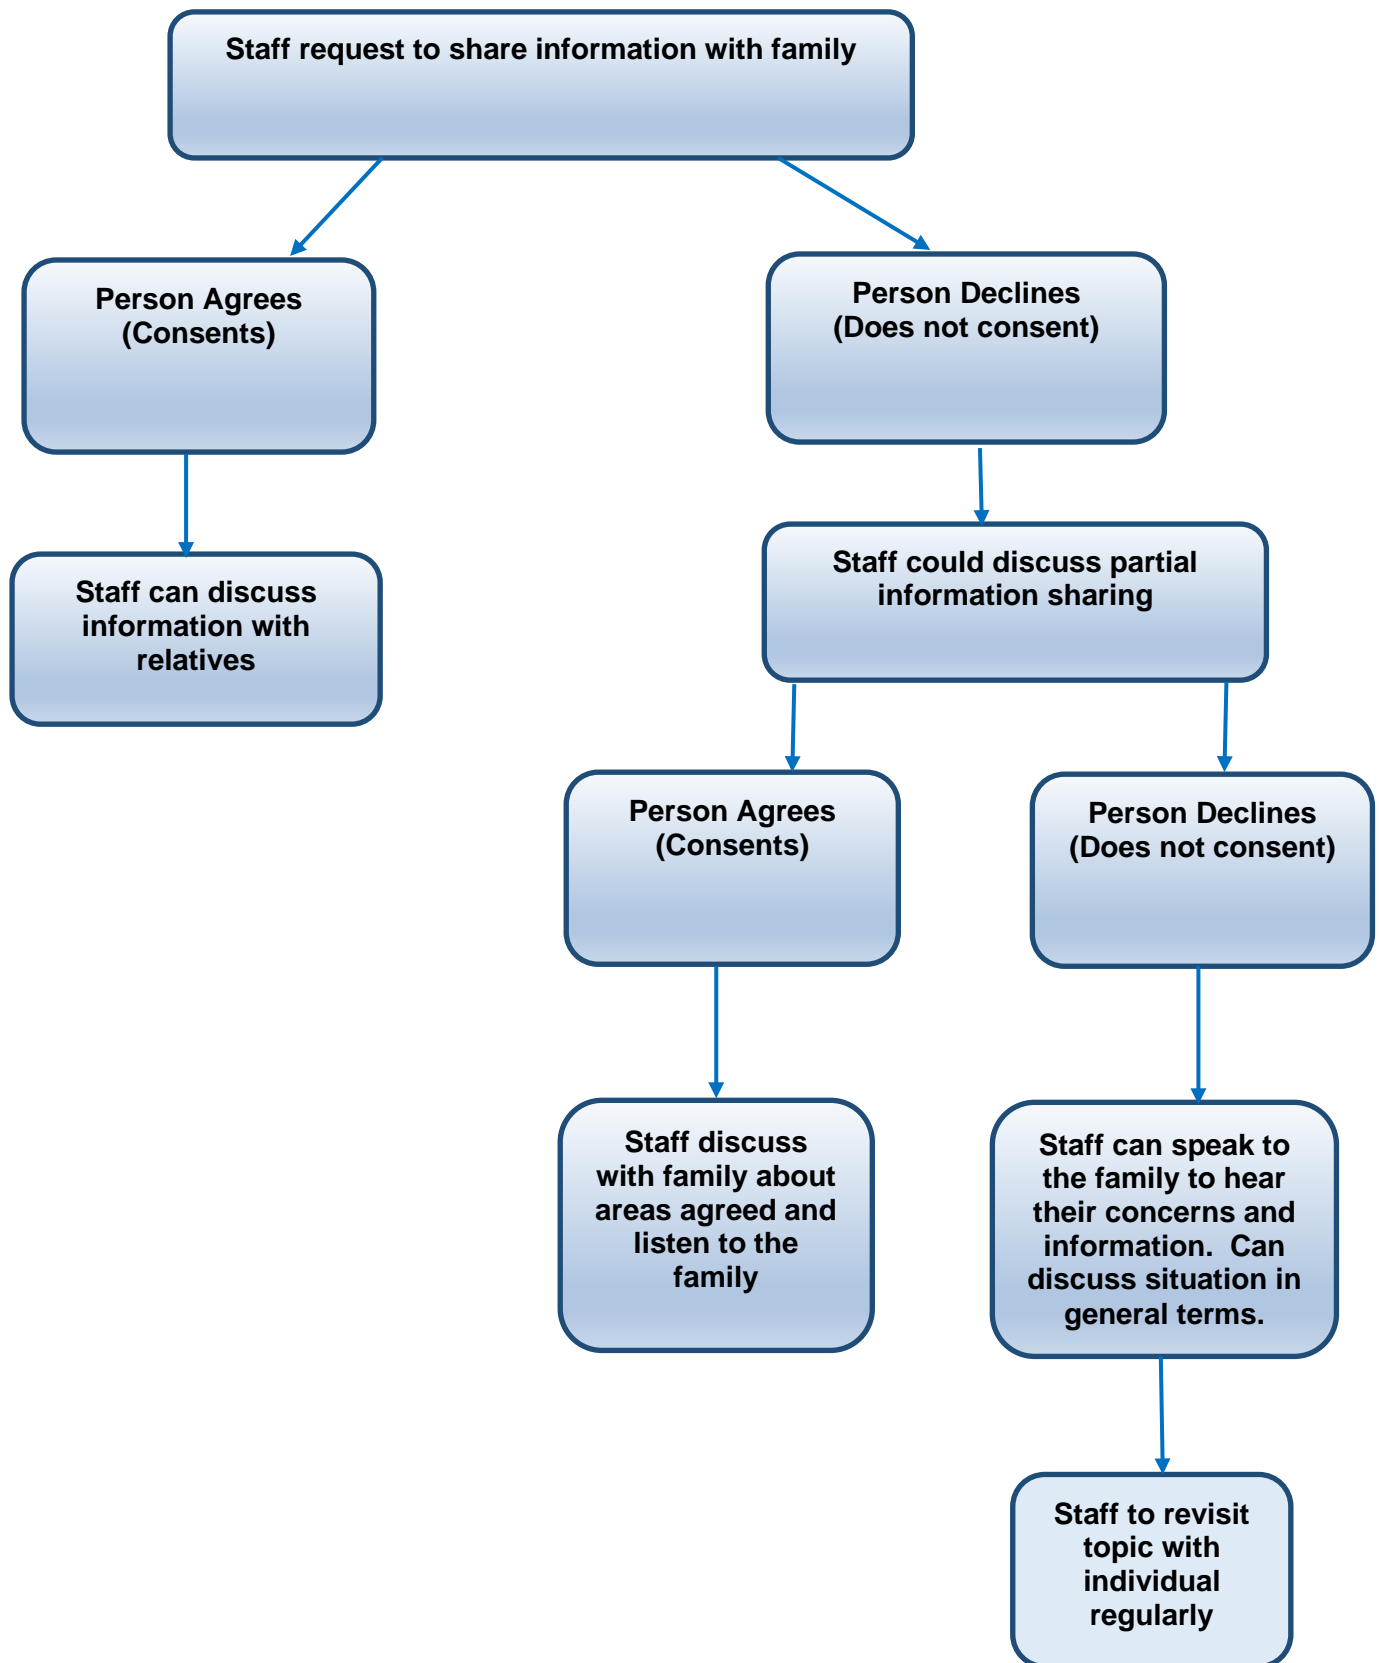 Staff request to share information with family
Person Agrees
(Consents)
Person Declines
(Does not consent)
Staff can discuss
information with
relatives
Staff could discuss partial
information sharing
Person Agrees
(Consents)
Person Declines
(Does not consent)
Staff discuss
with family about
areas agreed and
listen to the
family
Staff can speak to
the family to hear
their concerns and
information.  Can
discuss situation in
general terms.
Staff to revisit
topic with
individual
regularly